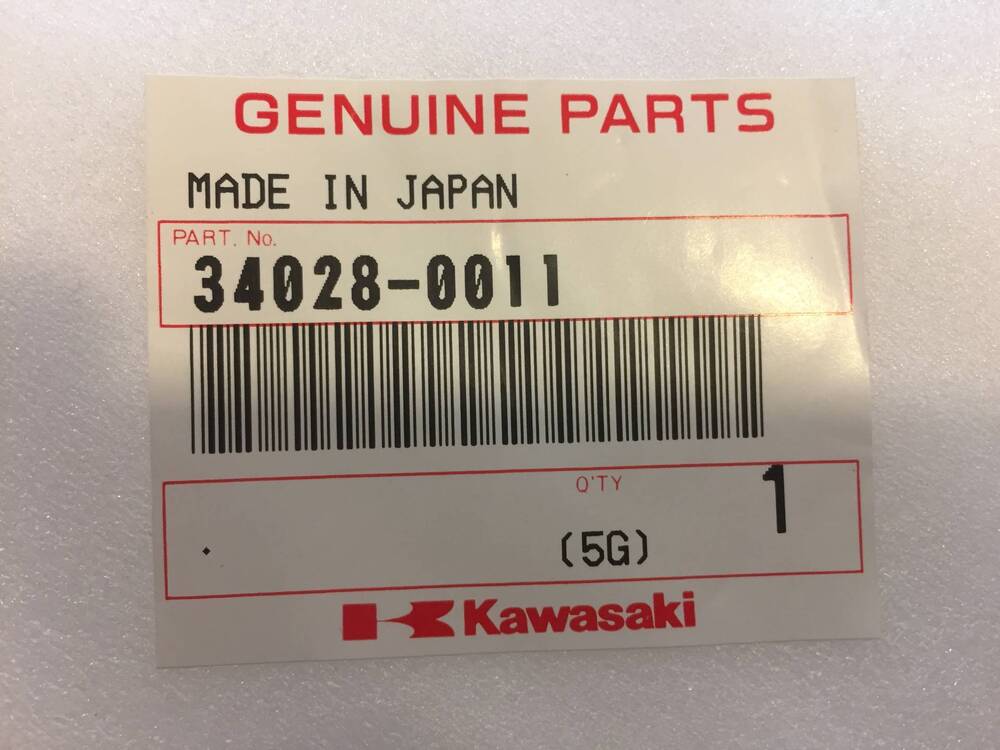 GENUINE PARTS
MADE IN JAPAN
PART. No.
34028-0011
Q'TY 1
(5G)
Kawasaki